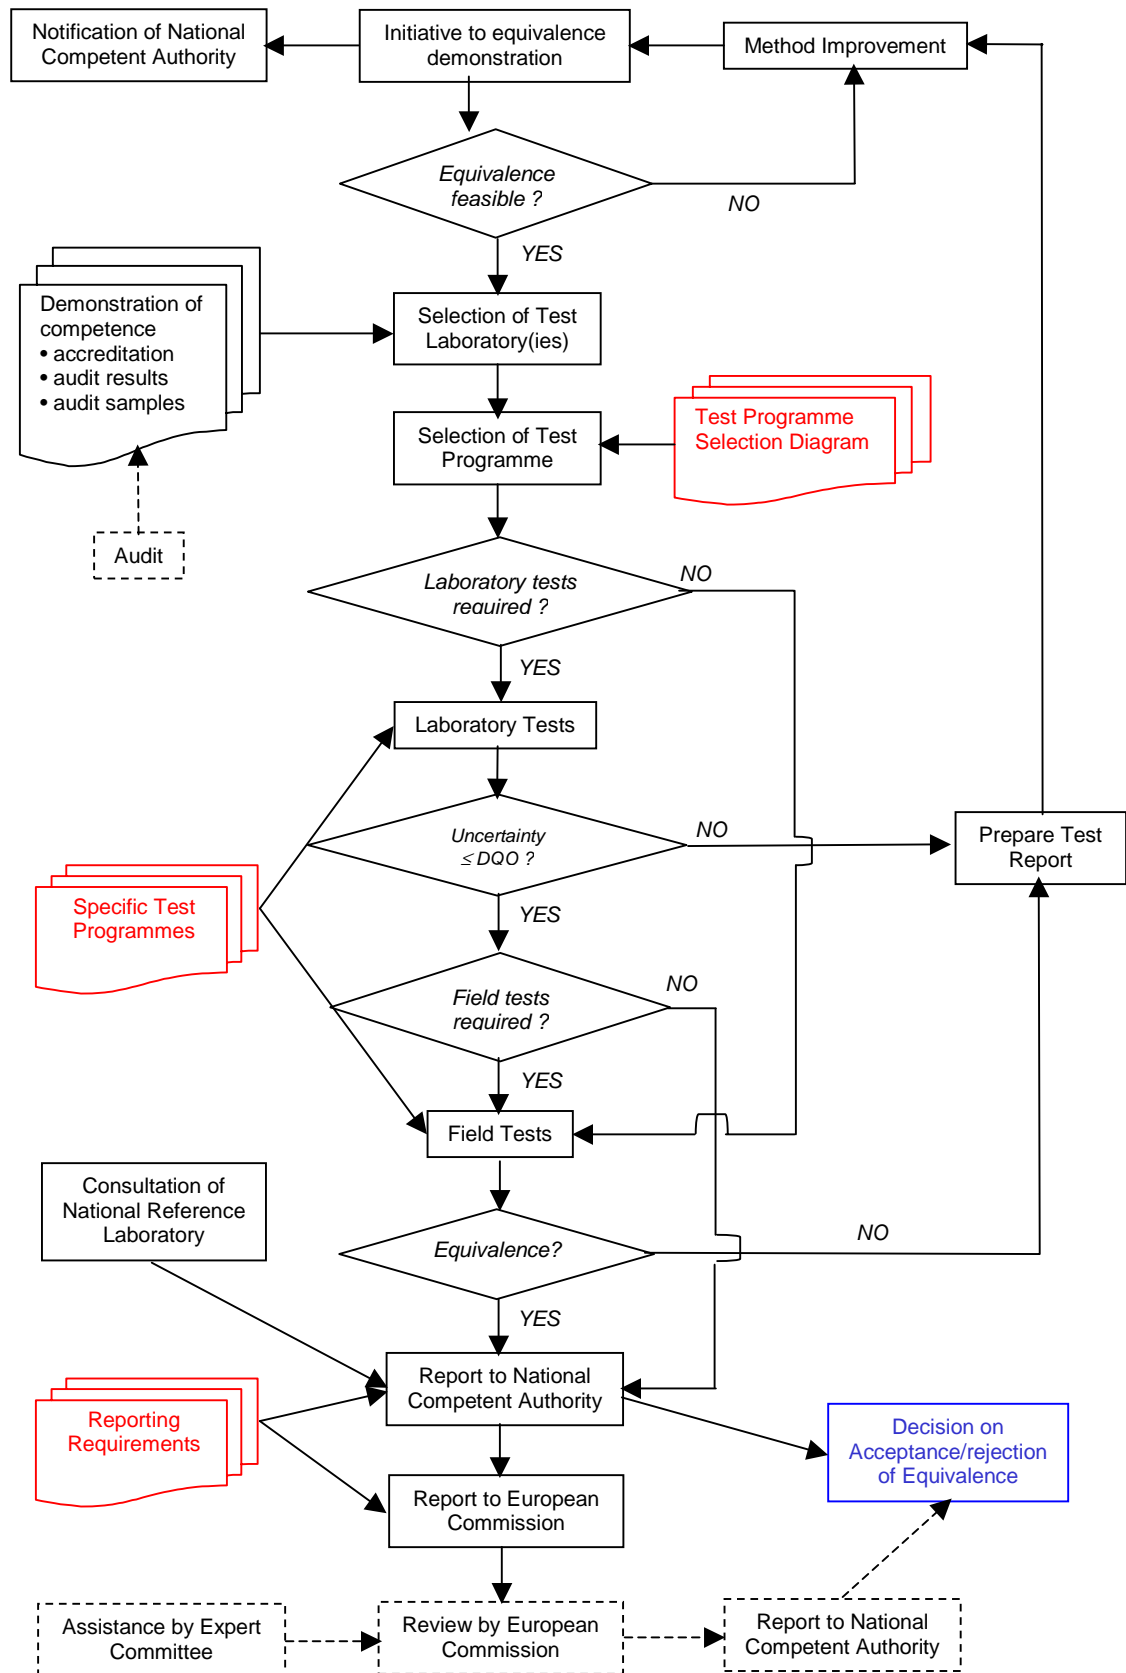 Notification of National
Competent Authority
Initiative to equivalence
demonstration
Method Improvement
Equivalence
feasible ?
NO
YES
Demonstration of
competence
• accreditation
• audit results
• audit samples
Selection of Test
Laboratory(ies)
Selection of Test
Programme
Test Programme
Selection Diagram
Audit
Laboratory tests
required ?
NO
YES
Laboratory Tests
Uncertainty
≤ DQO ?
NO
Prepare Test
Report
YES
Specific Test
Programmes
Field tests
required ?
NO
YES
Field Tests
Consultation of
National Reference
Laboratory
Equivalence?
NO
YES
Report to National
Competent Authority
Reporting
Requirements
Decision on
Acceptance/rejection
of Equivalence
Report to European
Commission
Assistance by Expert
Committee
Review by European
Commission
Report to National
Competent Authority